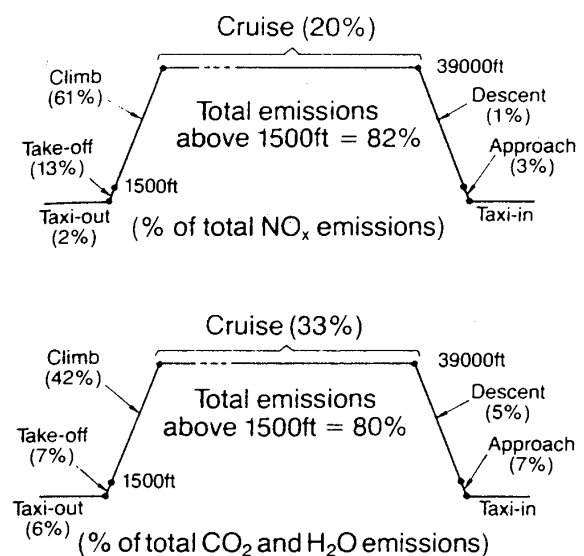 Cruise (20%)
39000ft
Climb
(61%)
Total emissions
above 1500ft = 82%
Descent
(1%)
Take-off
(13%)
1500ft
Approach
(3%)
Taxi-out
(2%)
Taxi-in
(% of total NOx emissions)
Cruise (33%)
39000ft
Climb
(42%)
Total emissions
above 1500ft = 80%
Descent
(5%)
Take-off
(7%)
1500ft
Approach
(7%)
Taxi-out
(6%)
Taxi-in
(% of total CO2 and H2O emissions)